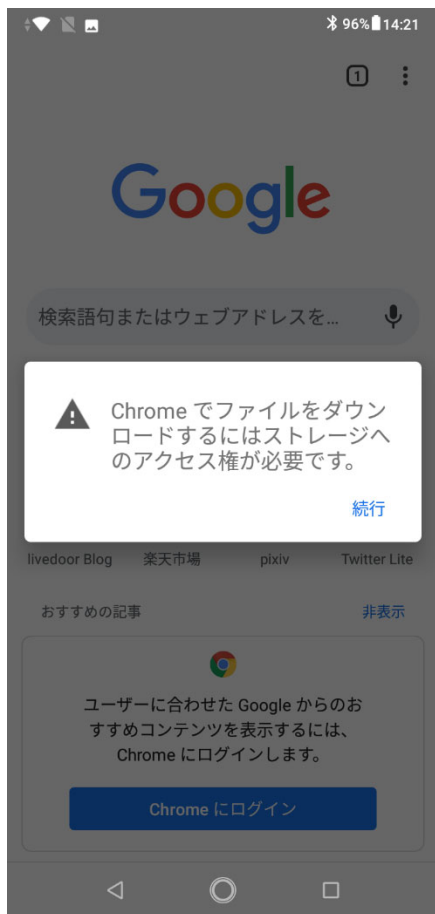 96% 14:21
1
Google
検索語句またはウェブアドレスを...
Chrome でファイルをダウン
ロードするにはストレージへ
のアクセス権が必要です。
続行
livedoor Blog 楽天市場 pixiv Twitter Lite
おすすめの記事 非表示
ユーザーに合わせた Google からのお
すすめコンテンツを表示するには、
Chrome にログインします。
Chrome にログイン